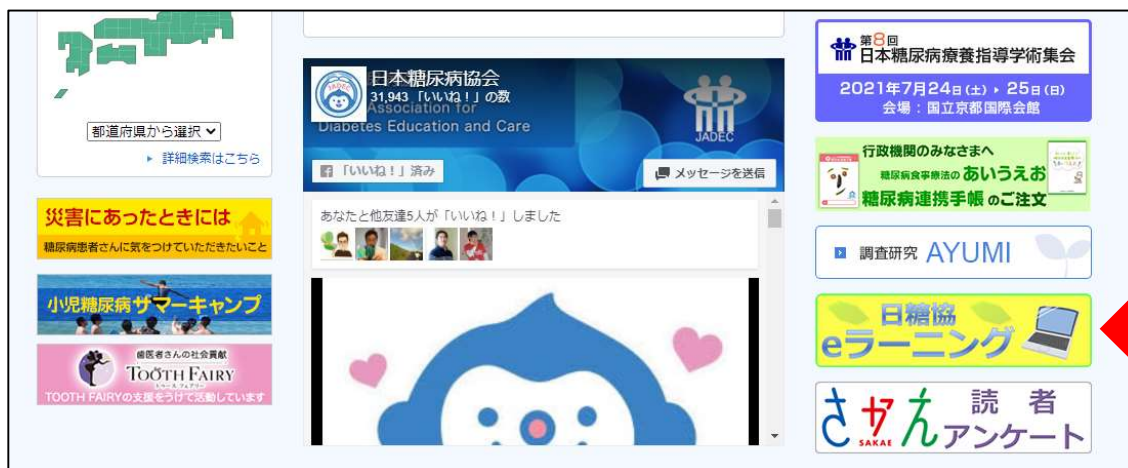 都道府県から選択
詳細検索はこちら
災害にあったときには
糖尿病患者さんに気をつけていただきたいこと
小児糖尿病サマーキャンプ
歯医者さんの社会貢献
TOOTH FAIRY
トゥース フェアリー
TOOTH FAIRYの支援をうけて活動しています
日本糖尿病協会
31,943 「いいね！」の数
Association for
Diabetes Education and Care
JADEC
JADEC
「いいね！」済み
メッセージを送信
あなたと他友達5人が「いいね！」しました
第8回
日本糖尿病療養指導学術集会
2021年7月24日(土)・25日(日)
会場：国立京都国際会館
行政機関のみなさまへ
糖尿病食事療法の あいうえお
糖尿病連携手帳 のご注文
調査研究 AYUMI
日糖協
eラーニング
さかえ 読者
SAKAE アンケート